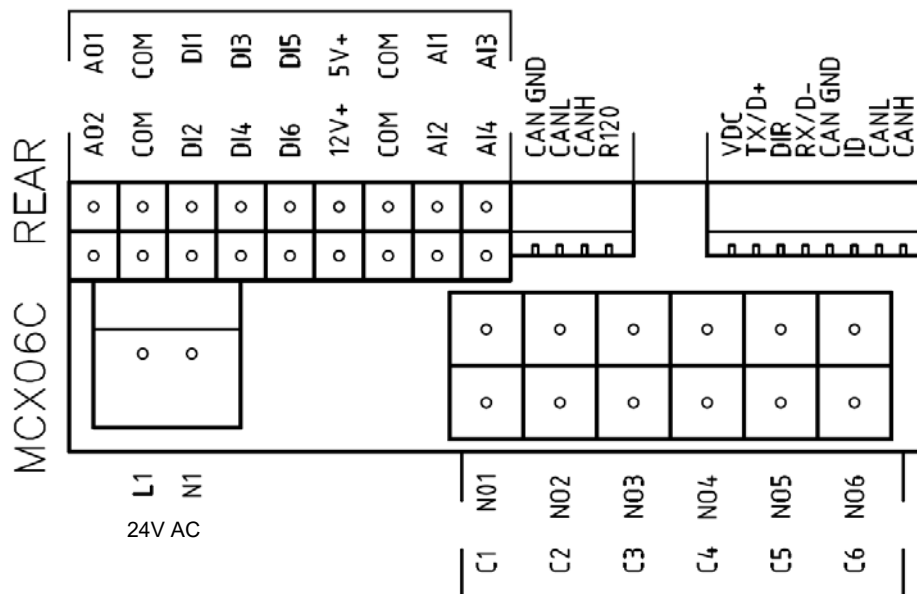 AO1 COM DI1 DI3 DI5 5V+ COM AI1 AI3
AO2 COM DI2 DI4 DI6 12V+ COM AI2 AI4
CAN GND
CANL
CANH
R120
VDC
TX/D+
DIR
RX/D-
CAN GND
ID
CANL
CANH
REAR
MCX06C
L1 N1
24V AC
NO1 NO2 NO3 NO4 NO5 NO6
C1 C2 C3 C4 C5 C6